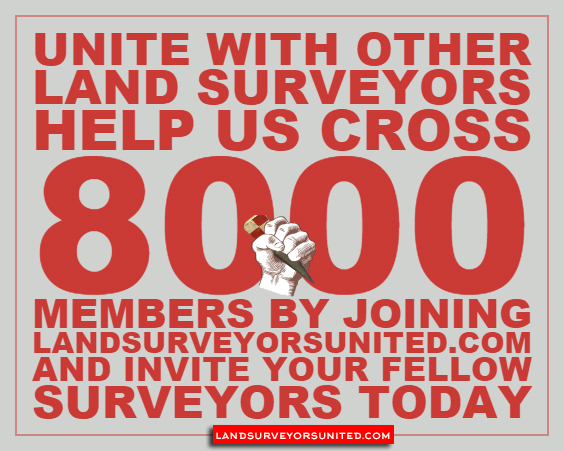 UNITE WITH OTHER
LAND SURVEYORS
HELP US CROSS
8000
MEMBERS BY JOINING
LANDSURVEYORSUNITED.COM
AND INVITE YOUR FELLOW
SURVEYORS TODAY
LANDSURVEYORSUNITED.COM